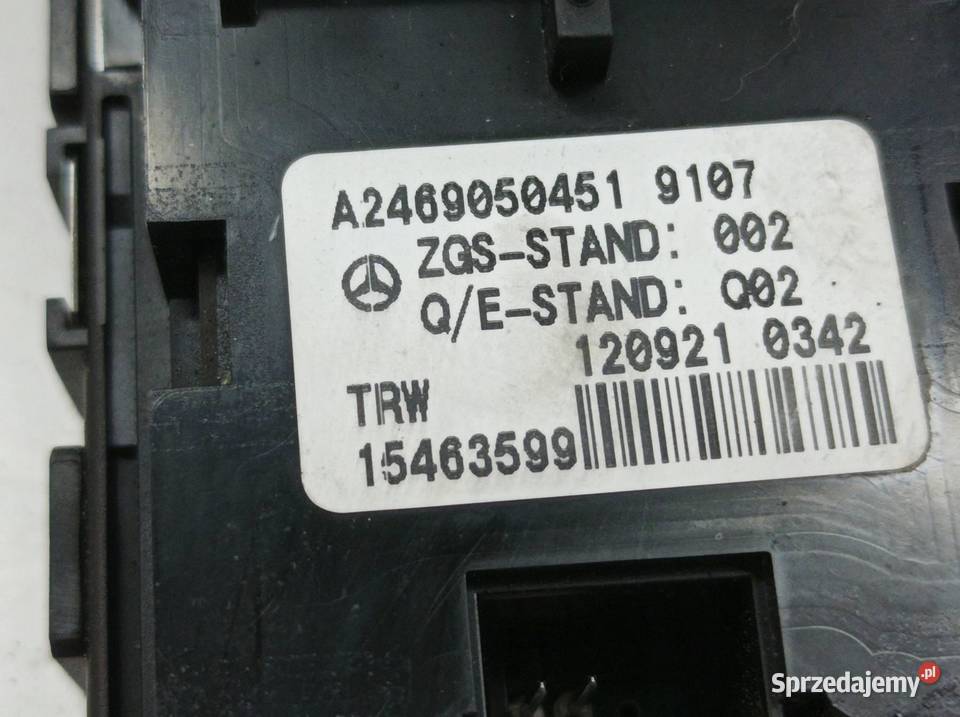 A2469050451 9107
ZGS-STAND: 002
Q/E-STAND: Q02
120921 0342
TRW
15463599
Sprzedajemy.pl